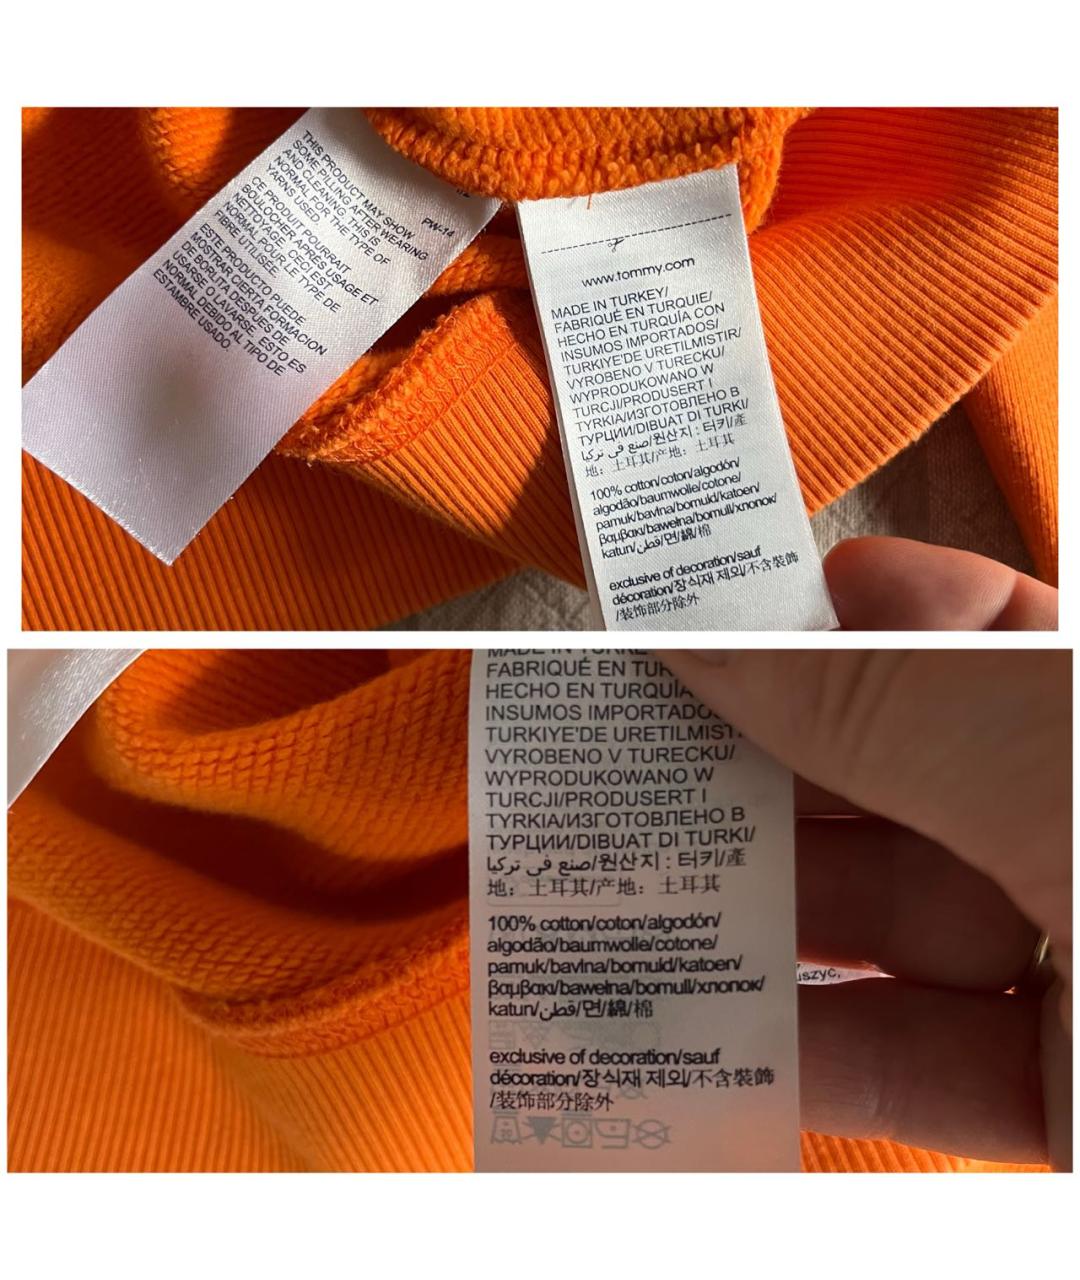 THIS PRODUCT MAY SHOW
SOME PILLING AFTER WEARING
AND CLEANING. THIS IS
NORMAL FOR THE TYPE OF
YARNS USED.
CE PRODUIT POURRAIT
BOULOCHER APRÈS USAGE ET
NETTOYAGE. CECI EST
NORMAL POUR LE TYPE DE
FIBRE UTILISÉE.
ESTE PRODUCTO PUEDE
MOSTRAR CIERTA FORMACION
DE BORLITA DESPUES DE
USARSE O LAVARSE. ESTO ES
NORMAL DEBIDO AL TIPO DE
ESTAMBRE USADO.
PW-14
www.tommy.com
MADE IN TURKEY/
FABRIQUÉ EN TURQUIE/
HECHO EN TURQUÍA CON
INSUMOS IMPORTADOS/
TURKIYE'DE URETILMISTIR/
VYROBENO V TURECKU/
WYPRODUKOWANO W
TURCJI/PRODUSERT I
TYRKIA/ИЗГОТОВЛЕНО В
ТУРЦИИ/DIBUAT DI TURKI/
صنع في تركيا/원산지 : 터키/產
地：土耳其/产地：土耳其
100% cotton/coton/algodón/
algodão/baumwolle/cotone/
pamuk/bavlna/bomuld/katoen/
βαμβακι/bawełna/bomull/хлопок/
katun/قطن/면/綿/棉
exclusive of decoration/sauf
décoration/장식재 제외/不含裝飾
/装饰部分除外
MADE IN TURKE
FABRIQUÉ EN TUR
HECHO EN TURQUÍA
INSUMOS IMPORTADOS
TURKIYE'DE URETILMIST
VYROBENO V TURECKU/
WYPRODUKOWANO W
TURCJI/PRODUSERT I
TYRKIA/ИЗГОТОВЛЕНО В
ТУРЦИИ/DIBUAT DI TURKI/
صنع في تركيا/원산지 : 터키/產
地：土耳其/产地：土耳其
100% cotton/coton/algodón/
algodão/baumwolle/cotone/
pamuk/bavlna/bomuld/katoen/
βαμβακι/bawełna/bomull/хлопок/
katun/قطن/면/綿/棉
exclusive of decoration/sauf
décoration/장식재 제외/不含裝飾
/装饰部分除外
uszyć,